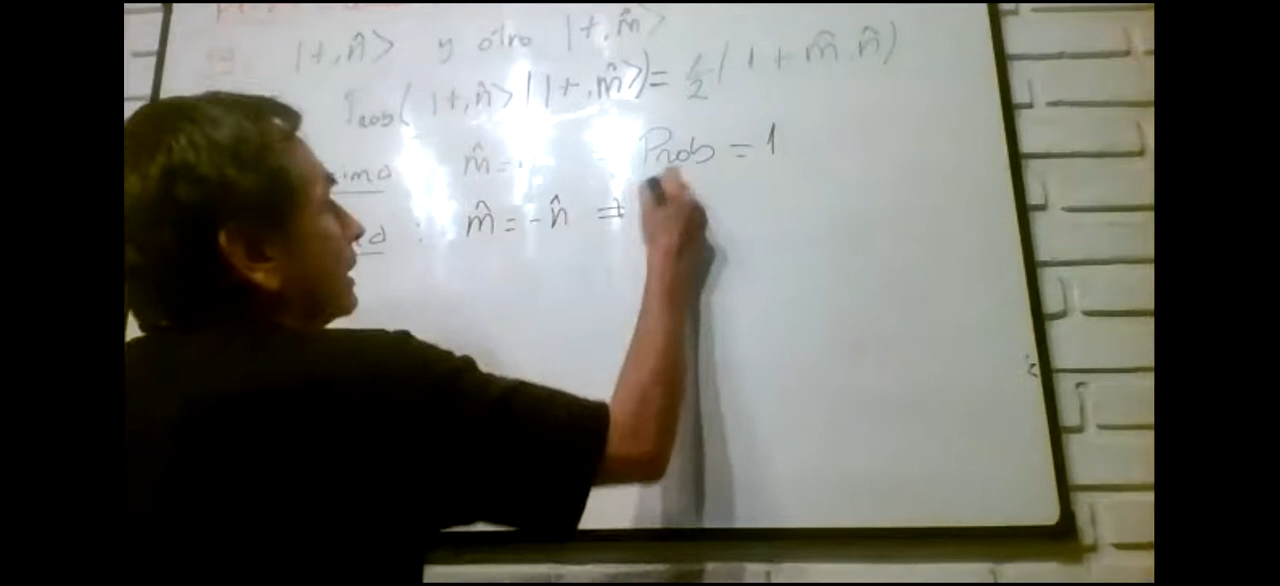 |+, n̂> y otro |+, m̂>
Prob( |+, n̂> | |+, m̂>) = 1/2 ( 1 + m̂ . n̂ )
m̂ = Prob = 1
m̂ = - n̂ ⇒